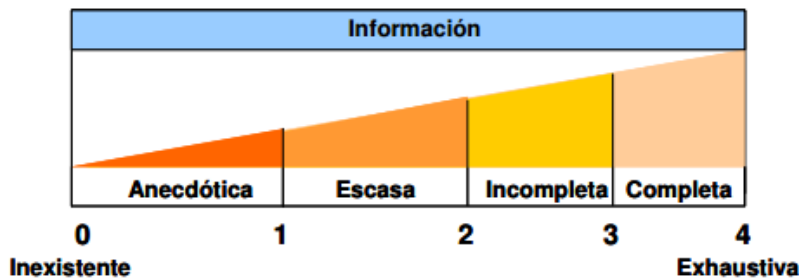 Información
Anecdótica Escasa Incompleta Completa
0 1 2 3 4
Inexistente Exhaustiva